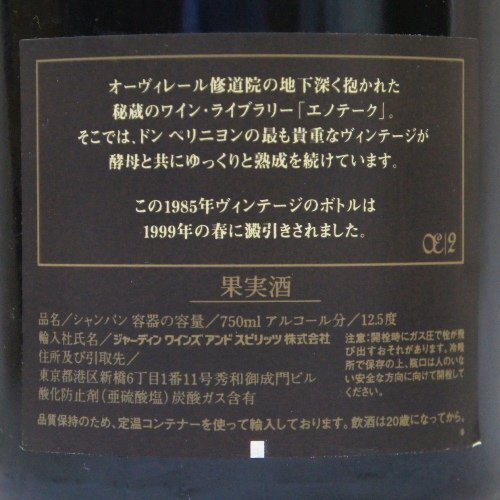 オーヴィレール修道院の地下深く抱かれた
秘蔵のワイン・ライブラリー「エノテーク」。
そこでは、ドン ペリニヨンの最も貴重なヴィンテージが
酵母と共にゆっくりと熟成を続けています。
この1985年ヴィンテージのボトルは
1999年の春に澱引きされました。
果実酒
品名／シャンパン 容器の容量／750ml アルコール分／12.5度
輸入社氏名／ジャーディン ワインズ アンド スピリッツ 株式会社
住所及び引取先／
東京都港区新橋6丁目1番11号秀和御成門ビル
酸化防止剤(亜硫酸塩)炭酸ガス含有
注意:開栓時にガス圧で栓が飛
び出すおそれがあります。冷暗
所で保存の上、瓶口は人のいな
い安全な方向に向けて開栓して
ください。
品質保持のため、定温コンテナーを使って輸入しております。飲酒は20歳になってから。